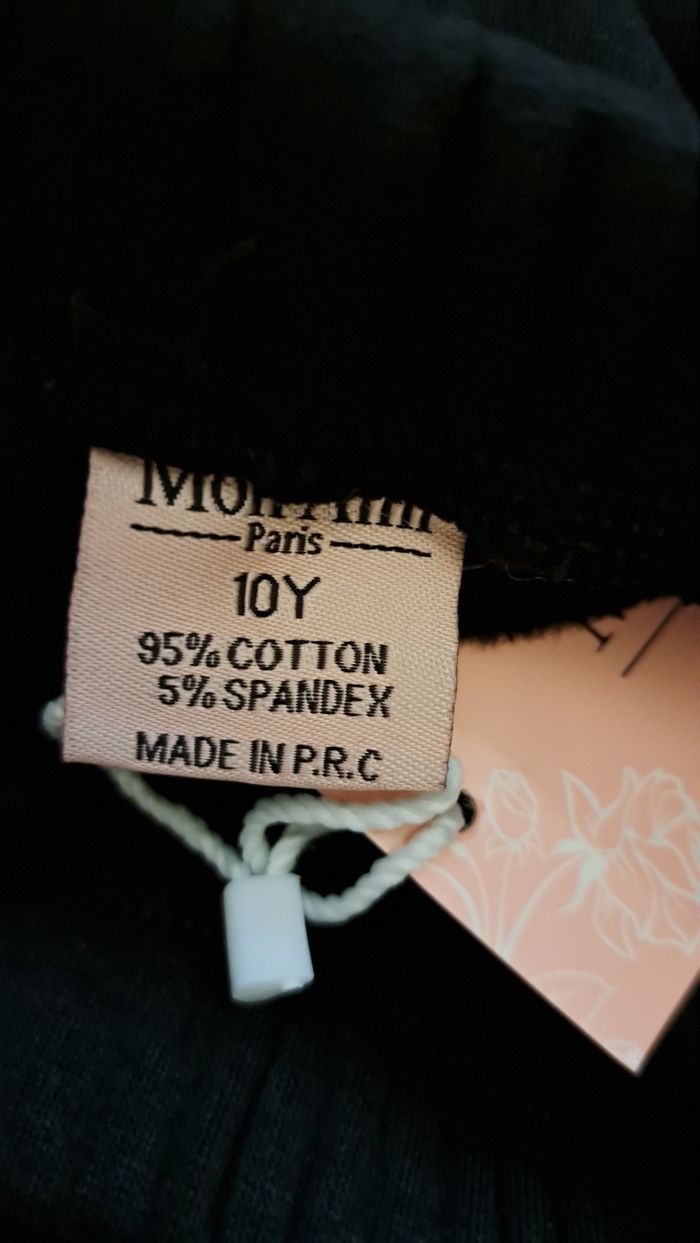 Paris
10Y
95% COTTON
5% SPANDEX
MADE IN P.R.C